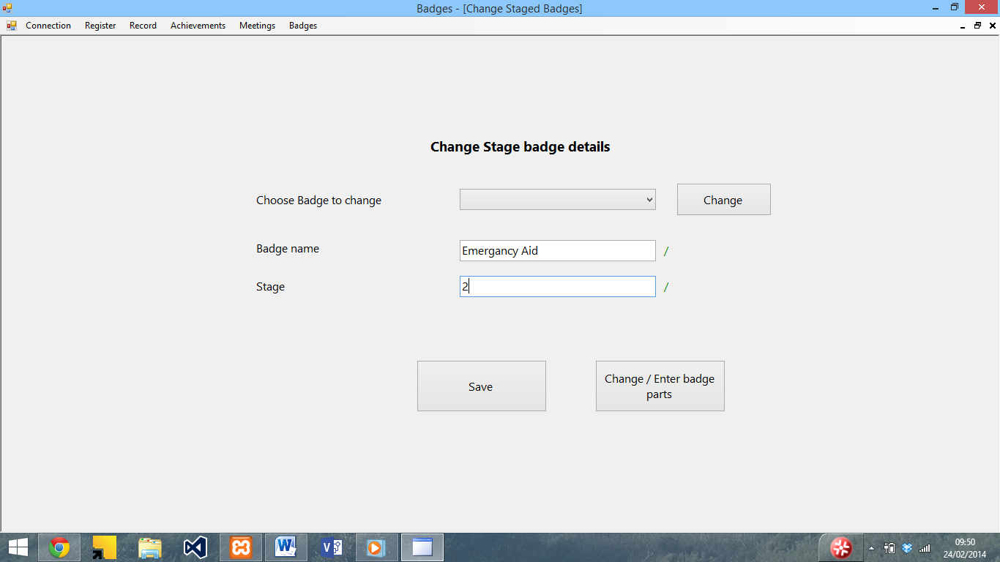 Badges - [Change Staged Badges]
Connection Register Record Achievements Meetings Badges
Change Stage badge details
Choose Badge to change
Change
Badge name
Emergancy Aid
/
Stage
2
/
Save
Change / Enter badge
parts
09:50
24/02/2014